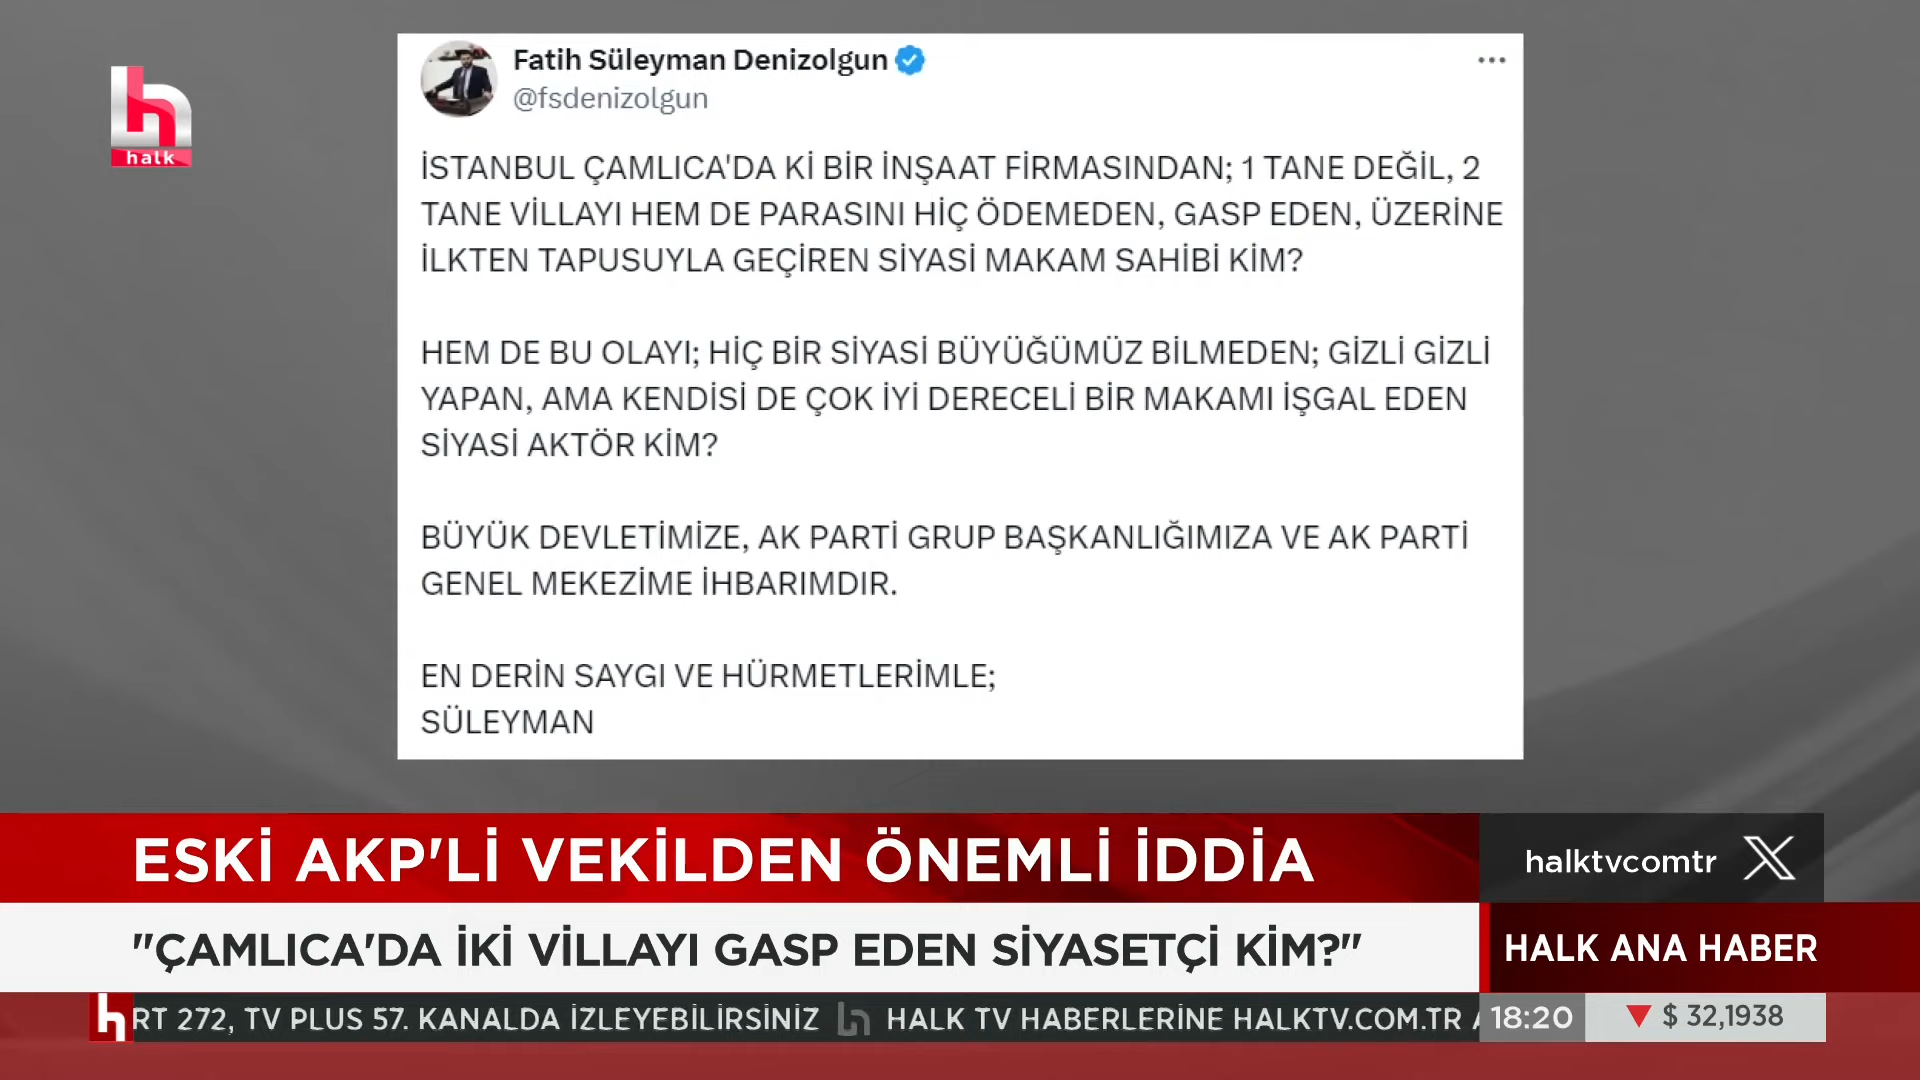 Fatih Süleyman Denizolgun
@fsdenizolgun
İSTANBUL ÇAMLICA'DA Kİ BİR İNŞAAT FİRMASINDAN; 1 TANE DEĞİL, 2
TANE VİLLAYI HEM DE PARASINI HİÇ ÖDEMEDEN, GASP EDEN, ÜZERİNE
İLKTEN TAPUSUYLA GEÇİREN SİYASİ MAKAM SAHİBİ KİM?
HEM DE BU OLAYI; HİÇ BİR SİYASİ BÜYÜĞÜMÜZ BİLMEDEN; GİZLİ GİZLİ
YAPAN, AMA KENDİSİ DE ÇOK İYİ DERECELİ BİR MAKAMI İŞGAL EDEN
SİYASİ AKTÖR KİM?
BÜYÜK DEVLETİMİZE, AK PARTİ GRUP BAŞKANLIĞIMIZA VE AK PARTİ
GENEL MEKEZİME İHBARIMDIR.
EN DERİN SAYGI VE HÜRMETLERİMLE;
SÜLEYMAN
h
halk
ESKİ AKP'Lİ VEKİLDEN ÖNEMLİ İDDİA
halktvcomtr X
"ÇAMLICA'DA İKİ VİLLAYI GASP EDEN SİYASETÇİ KİM?"
HALK ANA HABER
h RT 272, TV PLUS 57. KANALDA İZLEYEBİLİRSİNİZ h HALK TV HABERLERİNE HALKTV.COM.TR
18:20
$ 32,1938